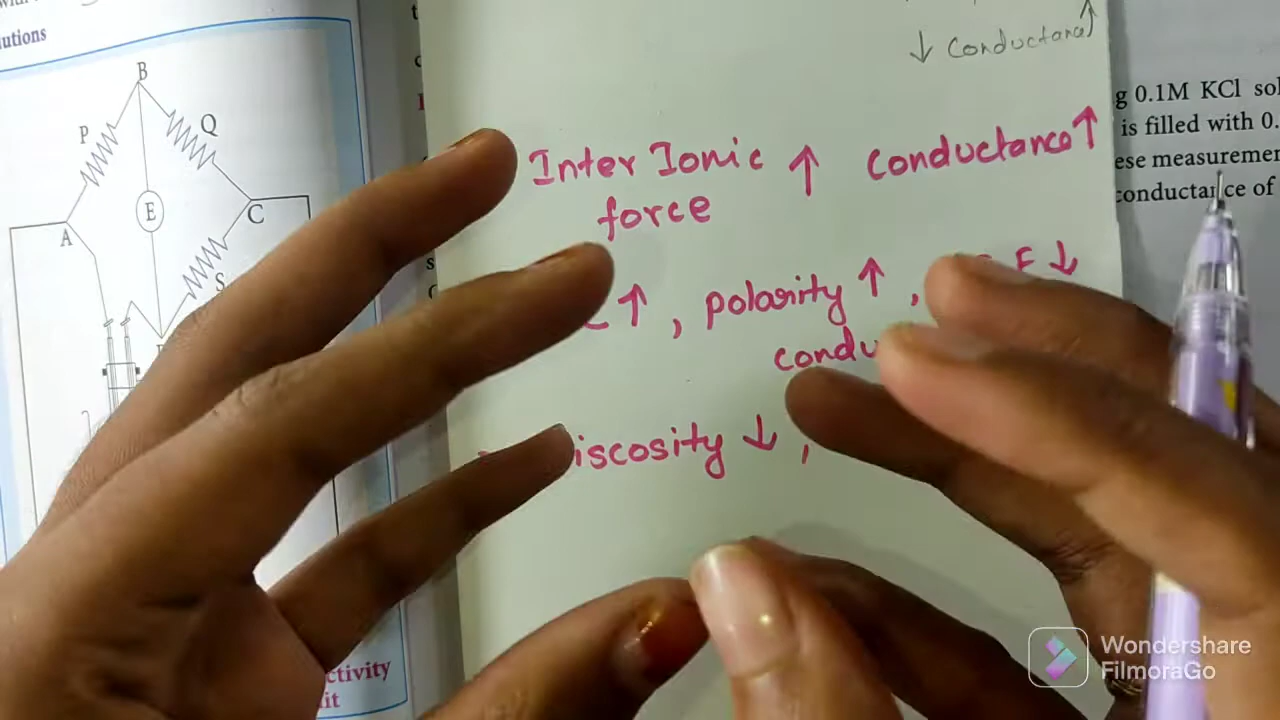 utions
B
P
Q
E
A
C
S
↓ Conductance ↑
Inter Ionic ↑ Conductance ↑
force
↑, polarity ↑, F ↓
condu
iscosity ↓,
g 0.1M KCl sol
is filled with 0.
ese measuremen
conductance of
ctivity
it
Wondershare
FilmoraGo